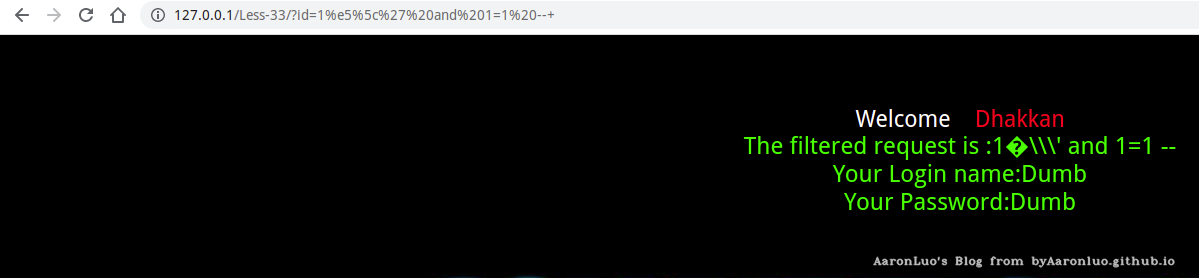 127.0.0.1/Less-33/?id=1%e5%5c%27%20and%201=1%20--+
Welcome Dhakkan
The filtered request is :1�\\\' and 1=1 --
Your Login name:Dumb
Your Password:Dumb
AaronLuo's Blog from byAaronluo.github.io